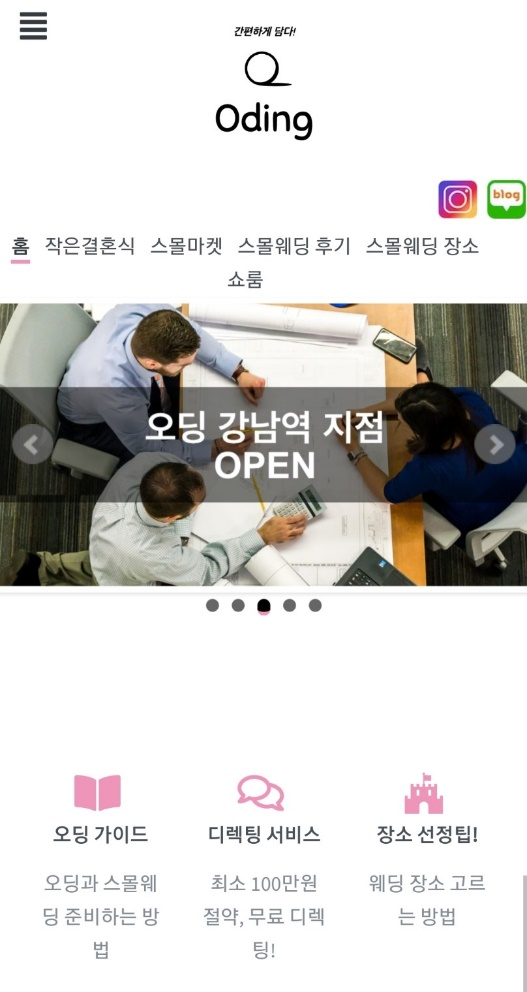 간편하게 담다!
Oding
blog
홈 작은결혼식 스몰마켓 스몰웨딩 후기 스몰웨딩 장소
쇼룸
오딩 강남역 지점
OPEN
오딩 가이드 디렉팅 서비스 장소 선정팁!
오딩과 스몰웨
딩 준비하는 방
법
최소 100만원
절약, 무료 디렉
팅!
웨딩 장소 고르
는 방법